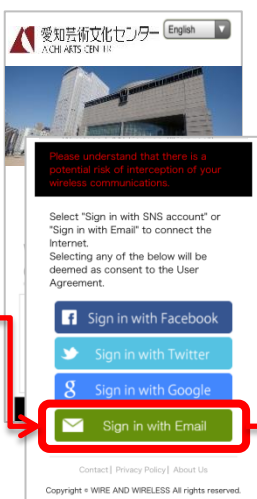 愛知芸術文化センター
English
AICHI ARTS CENTER
Please understand that there is a
potential risk of interception of your
wireless communications.
Select "Sign in with SNS account" or
"Sign in with Email" to connect the
Internet.
Selecting any of the below will be
deemed as consent to the User
Agreement.
Sign in with Facebook
Sign in with Twitter
Sign in with Google
Sign in with Email
Contact | Privacy Policy | About Us
Copyright © WIRE AND WIRELESS All rights reserved.